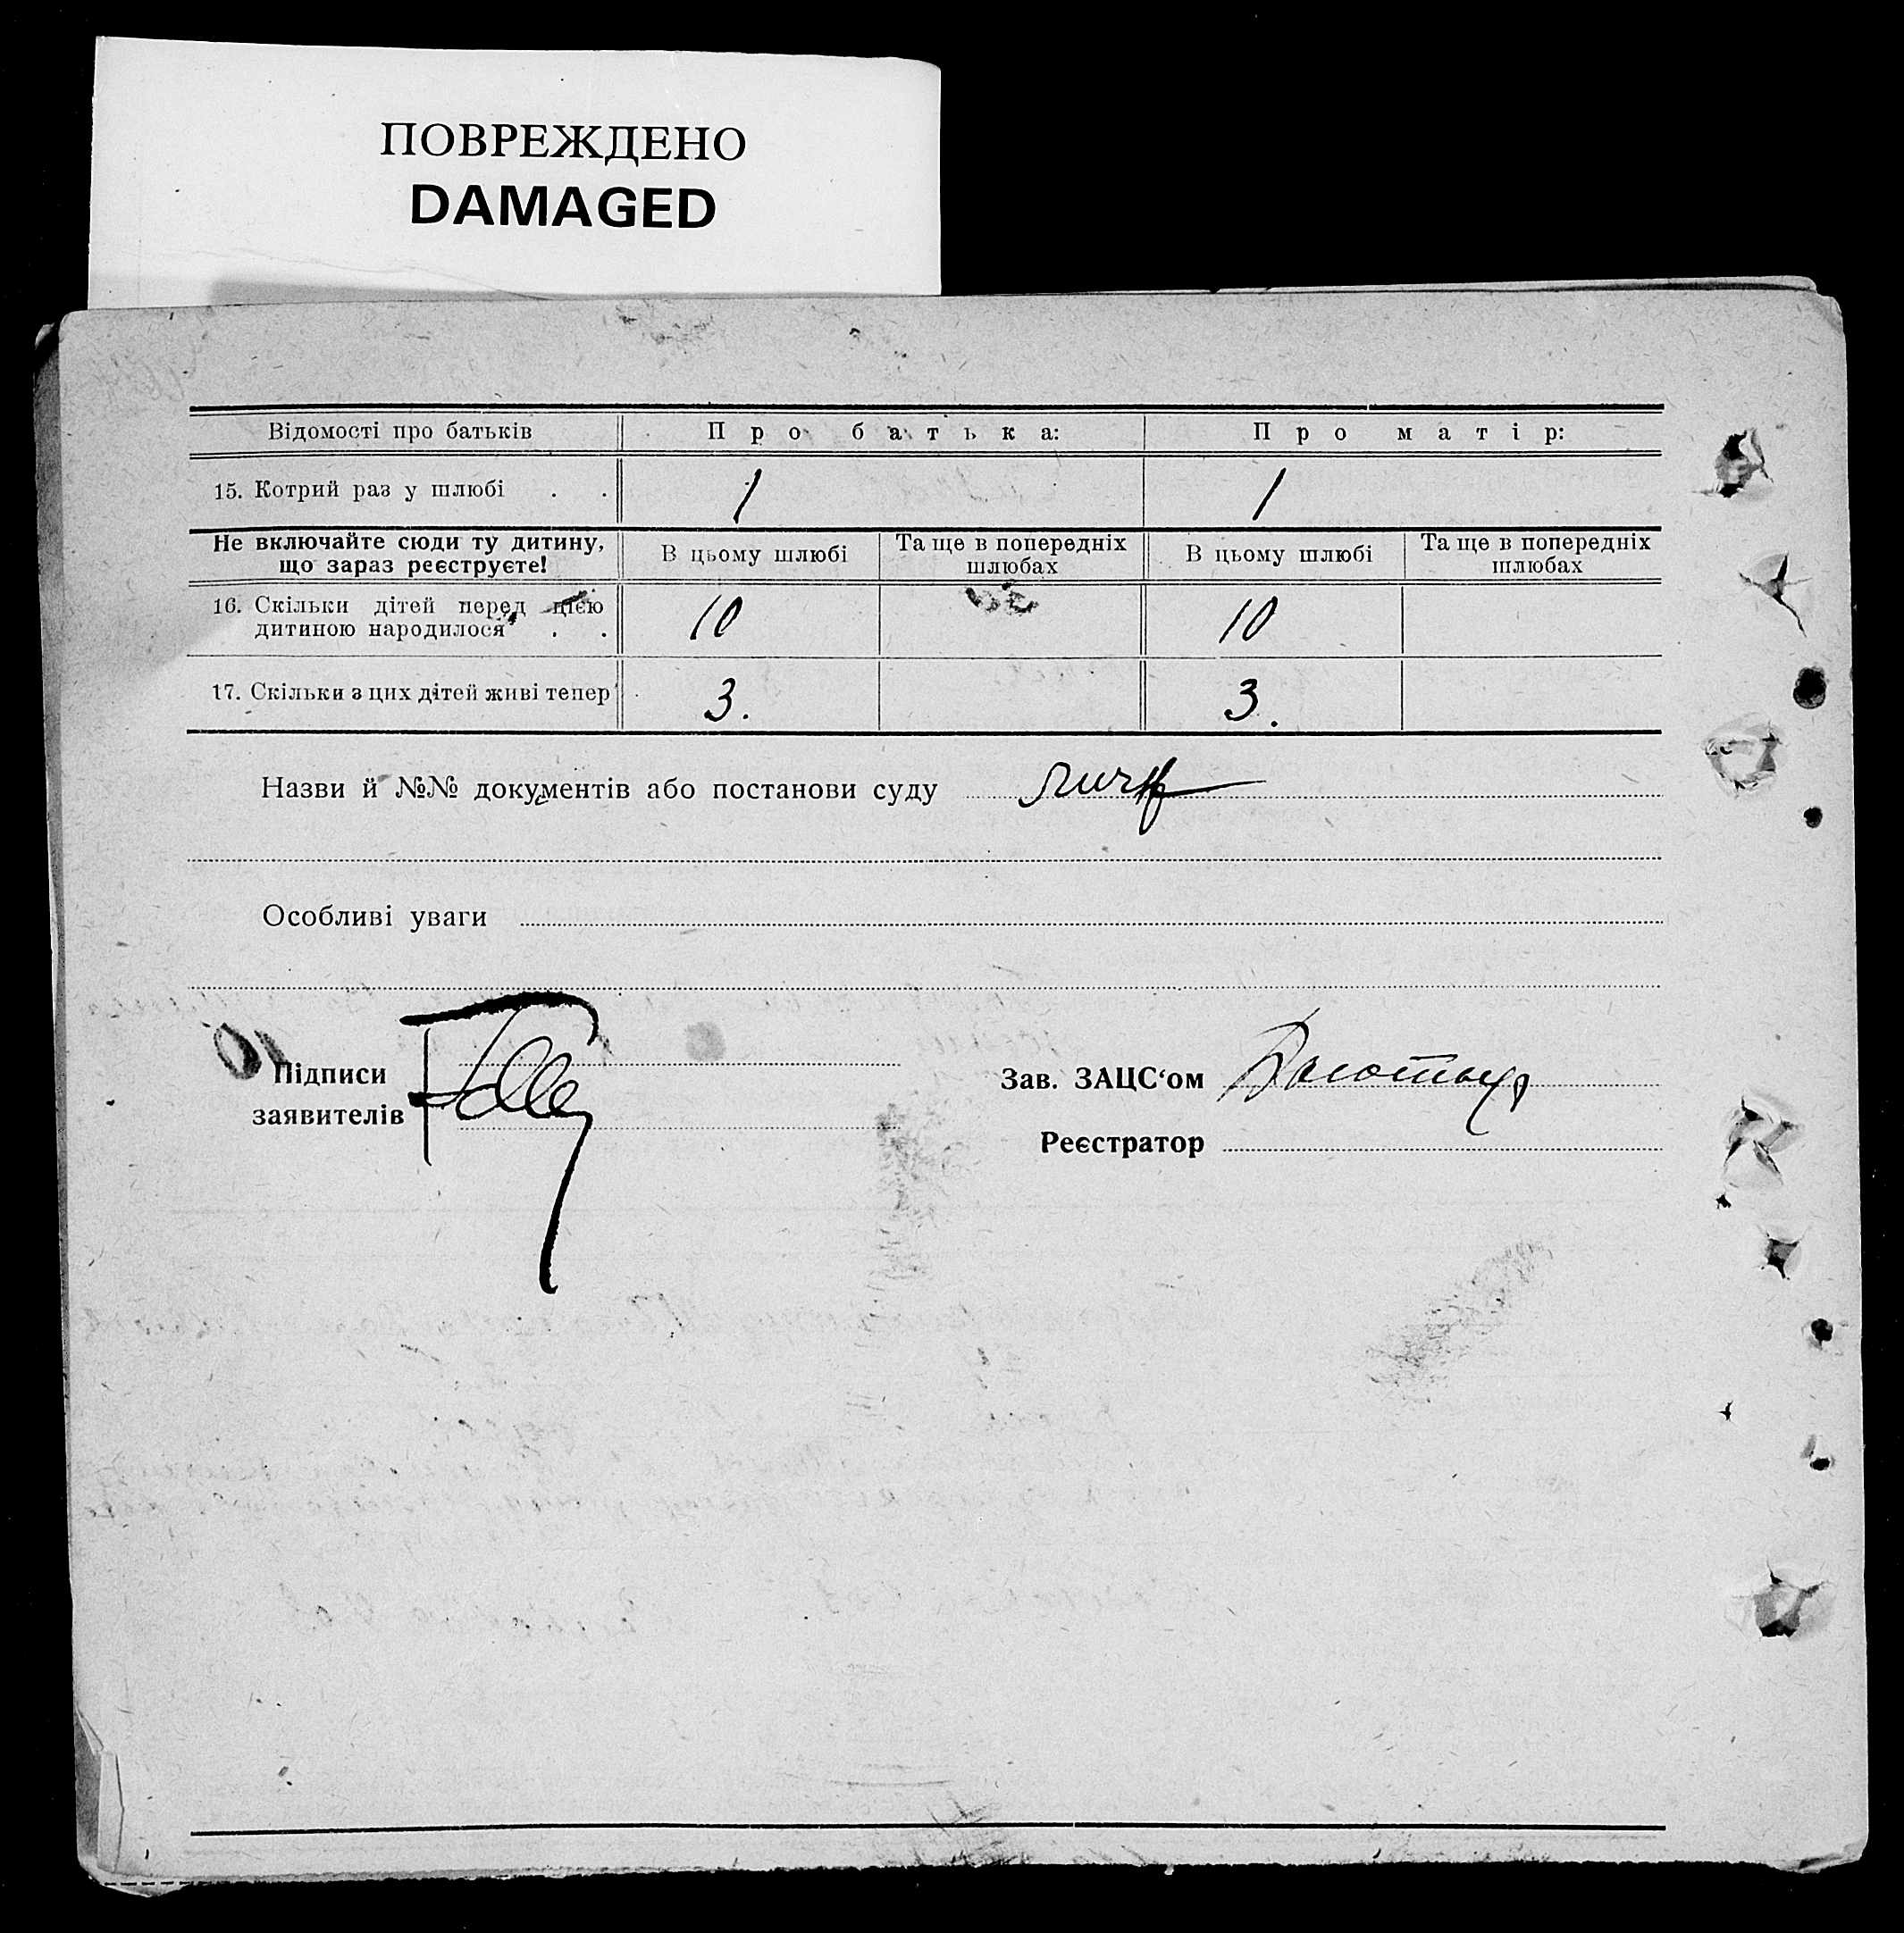 ПОВРЕЖДЕНО
DAMAGED
Відомості про батьків Про батька: Про матір:
15. Котрий раз у шлюбі . . 1 1
Не включайте сюди ту дитину, що зараз реєструєте! В цьому шлюбі Та ще в попередніх шлюбах В цьому шлюбі Та ще в попередніх шлюбах
16. Скільки дітей перед цією
дитиною народилося . . 10 10
17. Скільки з цих дітей живі тепер 3. 3.
Назви й №№ документів або постанови суду
Особливі уваги
Підписи
заявителів
Зав. ЗАЦС‘ом
Реєстратор